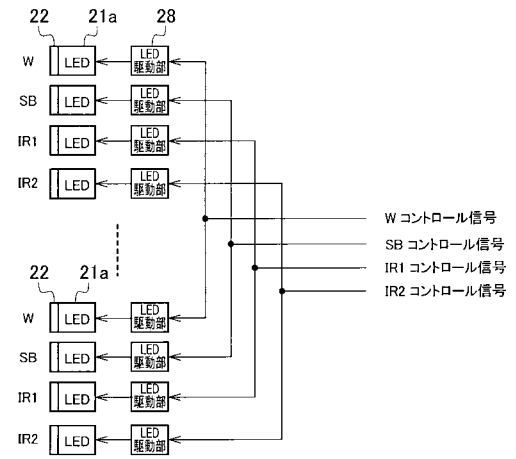 22 21a 28
W LED LED
駆動部
SB LED LED
駆動部
IR1 LED LED
駆動部
IR2 LED LED
駆動部
W コントロール信号
SB コントロール信号
IR1 コントロール信号
IR2 コントロール信号
22 21a
W LED LED
駆動部
SB LED LED
駆動部
IR1 LED LED
駆動部
IR2 LED LED
駆動部